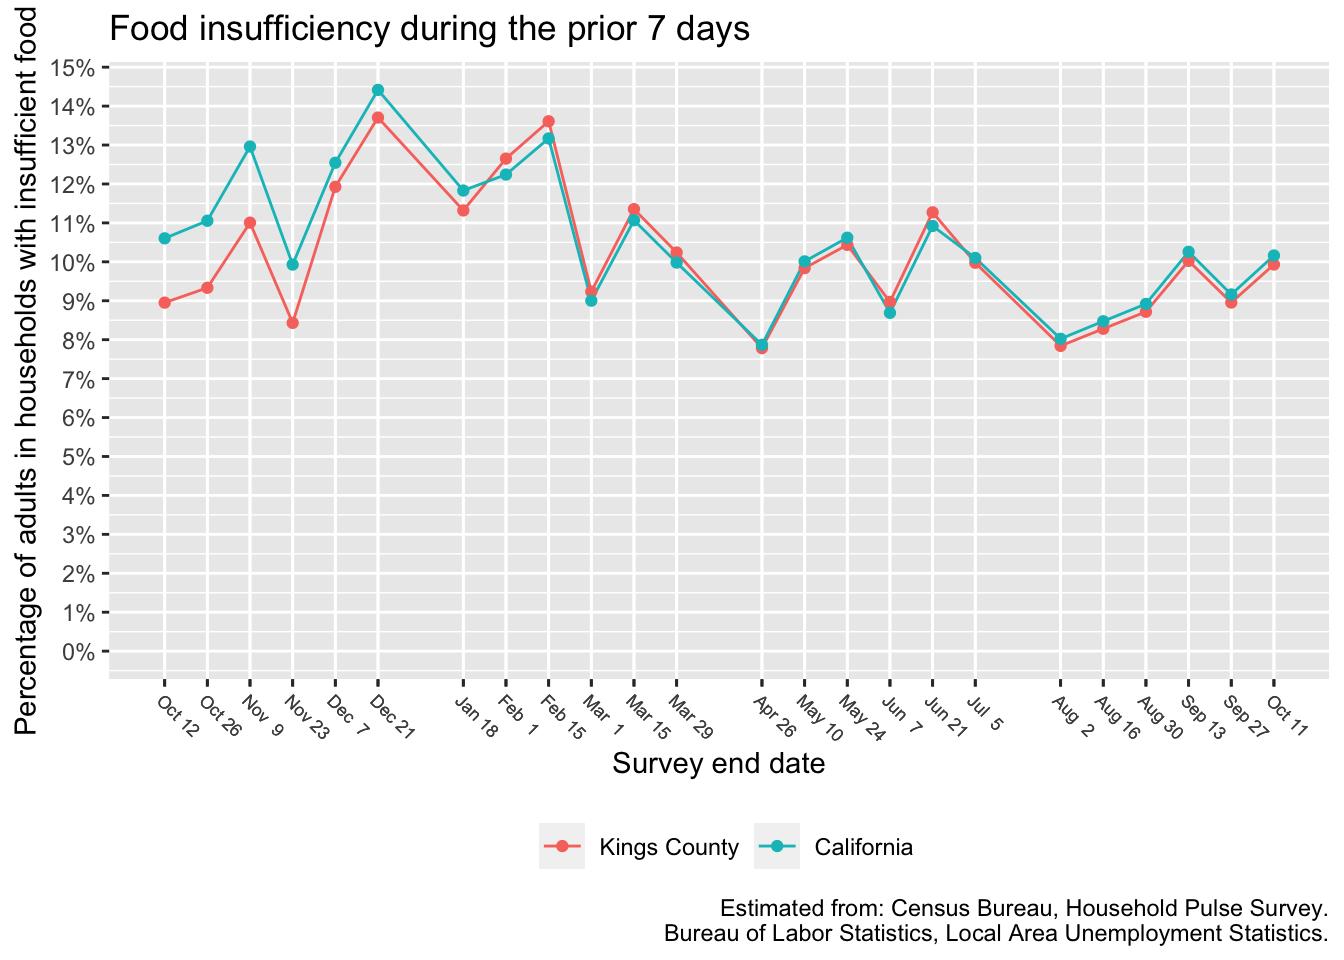 Food insufficiency during the prior 7 days
Percentage of adults in households with insufficient food
15%
14%
13%
12%
11%
10%
9%
8%
7%
6%
5%
4%
3%
2%
1%
0%
Oct 12
Oct 26
Nov 9
Nov 23
Dec 7
Dec 21
Jan 18
Feb 1
Feb 15
Mar 1
Mar 15
Mar 29
Apr 26
May 10
May 24
Jun 7
Jun 21
Jul 5
Aug 2
Aug 16
Aug 30
Sep 13
Sep 27
Oct 11
Survey end date
Kings County
California
Estimated from: Census Bureau, Household Pulse Survey.
Bureau of Labor Statistics, Local Area Unemployment Statistics.